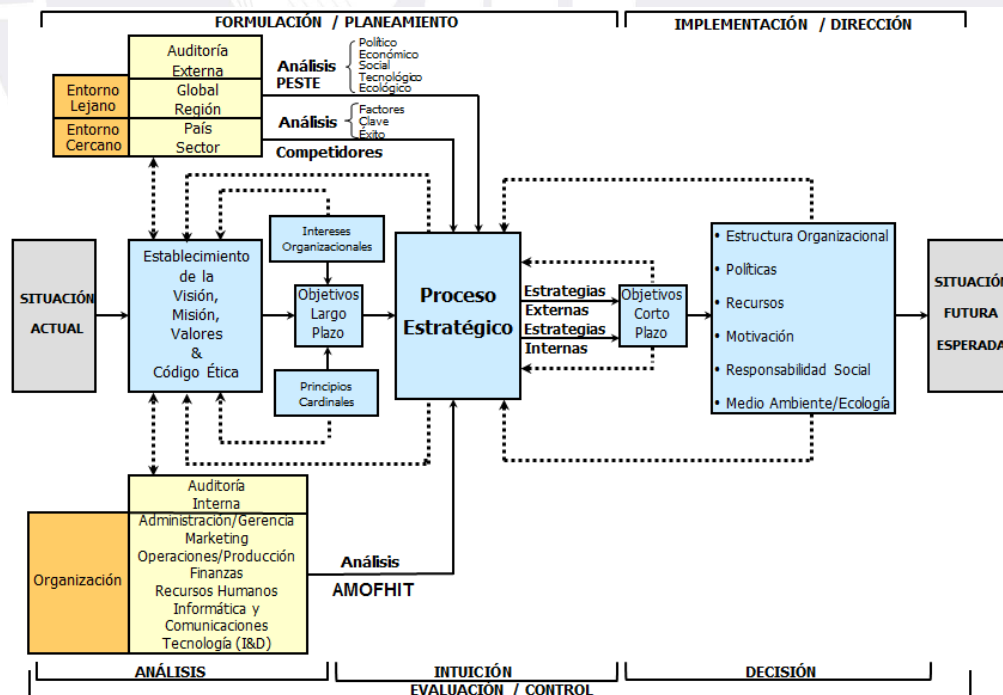 FORMULACIÓN / PLANEAMIENTO
IMPLEMENTACIÓN / DIRECCIÓN
Auditoría
Externa
Entorno
Lejano
Global
Región
Entorno
Cercano
País
Sector
Análisis
PESTE
Político
Económico
Social
Tecnológico
Ecológico
Análisis
Competidores
Factores
Clave
Éxito
SITUACIÓN
ACTUAL
Establecimiento
de la
Visión,
Misión,
Valores
&
Código Ética
Intereses
Organizacionales
Objetivos
Largo
Plazo
Principios
Cardinales
Proceso
Estratégico
Estrategias
Externas
Estrategias
Internas
Objetivos
Corto
Plazo
• Estructura Organizacional
• Políticas
• Recursos
• Motivación
• Responsabilidad Social
• Medio Ambiente/Ecología
SITUACIÓN
FUTURA
ESPERADA
Auditoría
Interna
Organización
Administración/Gerencia
Marketing
Operaciones/Producción
Finanzas
Recursos Humanos
Informática y
Comunicaciones
Tecnología (I&D)
Análisis
AMOFHIT
ANÁLISIS
INTUICIÓN
DECISIÓN
EVALUACIÓN / CONTROL